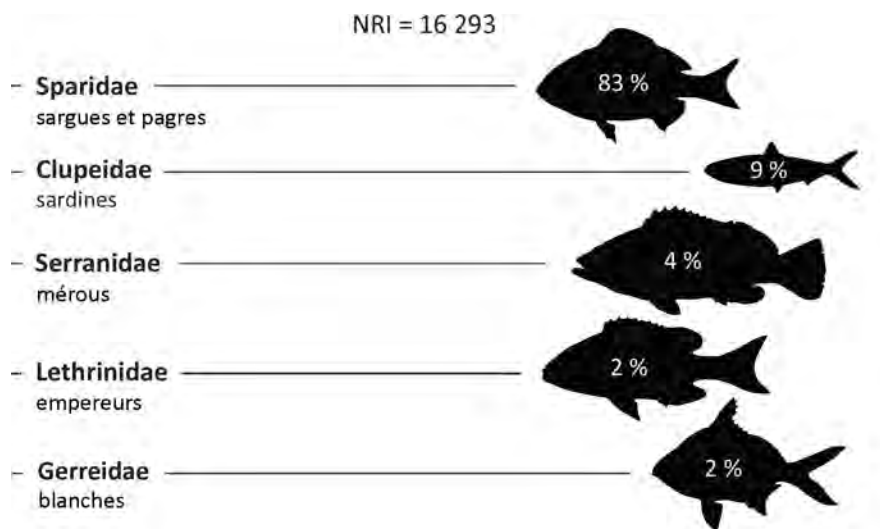 NRI = 16 293
Sparidae 83 %
sargues et pagres
Clupeidae 9 %
sardines
Serranidae 4 %
mérous
Lethrinidae 2 %
empereurs
Gerreidae 2 %
blanches